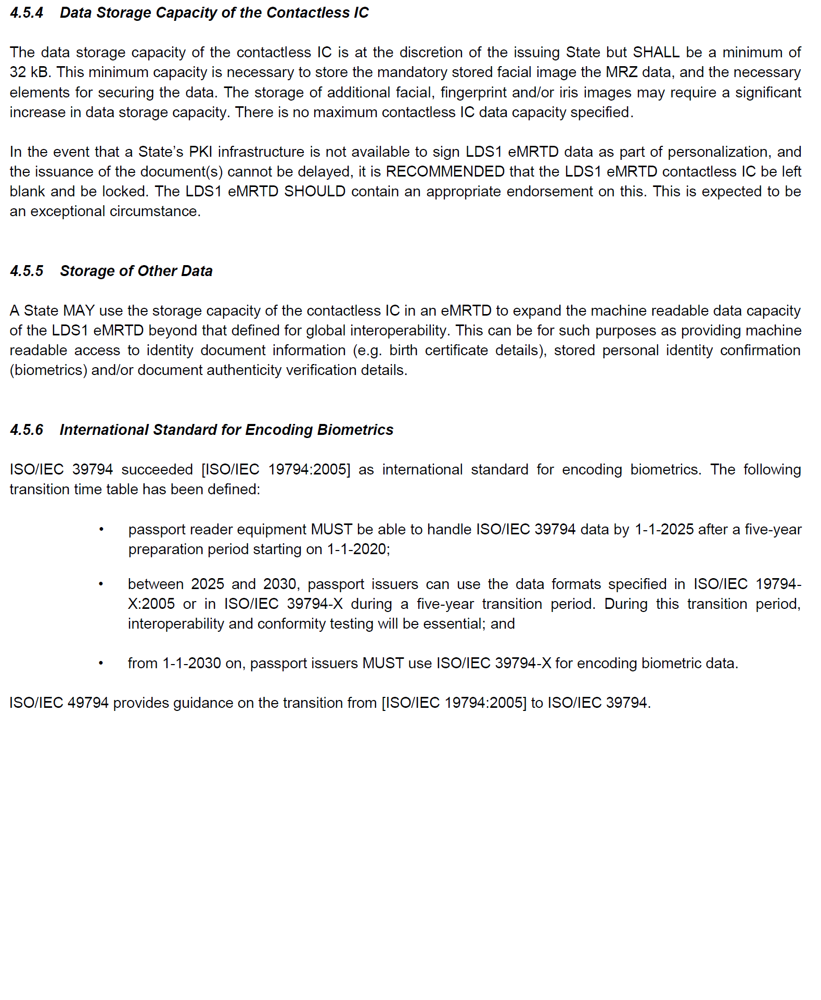 4.5.4 Data Storage Capacity of the Contactless IC
The data storage capacity of the contactless IC is at the discretion of the issuing State but SHALL be a minimum of
32 kB. This minimum capacity is necessary to store the mandatory stored facial image the MRZ data, and the necessary
elements for securing the data. The storage of additional facial, fingerprint and/or iris images may require a significant
increase in data storage capacity. There is no maximum contactless IC data capacity specified.
In the event that a State’s PKI infrastructure is not available to sign LDS1 eMRTD data as part of personalization, and
the issuance of the document(s) cannot be delayed, it is RECOMMENDED that the LDS1 eMRTD contactless IC be left
blank and be locked. The LDS1 eMRTD SHOULD contain an appropriate endorsement on this. This is expected to be
an exceptional circumstance.
4.5.5 Storage of Other Data
A State MAY use the storage capacity of the contactless IC in an eMRTD to expand the machine readable data capacity
of the LDS1 eMRTD beyond that defined for global interoperability. This can be for such purposes as providing machine
readable access to identity document information (e.g. birth certificate details), stored personal identity confirmation
(biometrics) and/or document authenticity verification details.
4.5.6 International Standard for Encoding Biometrics
ISO/IEC 39794 succeeded [ISO/IEC 19794:2005] as international standard for encoding biometrics. The following
transition time table has been defined:
• passport reader equipment MUST be able to handle ISO/IEC 39794 data by 1-1-2025 after a five-year
preparation period starting on 1-1-2020;
• between 2025 and 2030, passport issuers can use the data formats specified in ISO/IEC 19794-
X:2005 or in ISO/IEC 39794-X during a five-year transition period. During this transition period,
interoperability and conformity testing will be essential; and
• from 1-1-2030 on, passport issuers MUST use ISO/IEC 39794-X for encoding biometric data.
ISO/IEC 49794 provides guidance on the transition from [ISO/IEC 19794:2005] to ISO/IEC 39794.